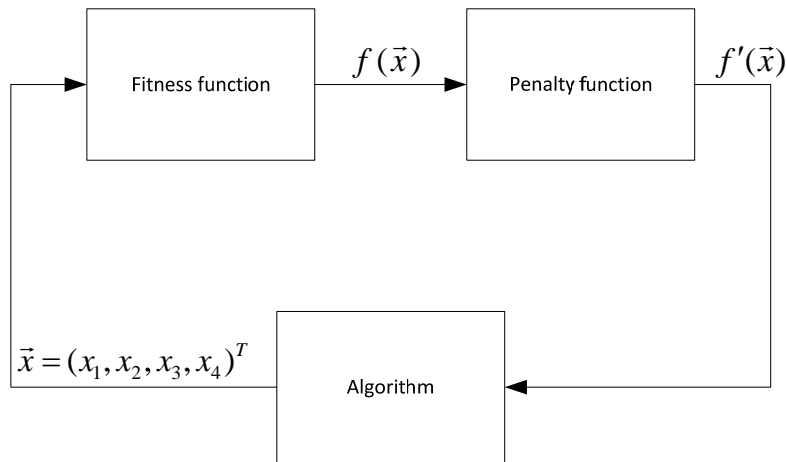 Fitness function
f(x⃗)
Penalty function
f′(x⃗)
x⃗ = (x₁, x₂, x₃, x₄)ᵀ
Algorithm